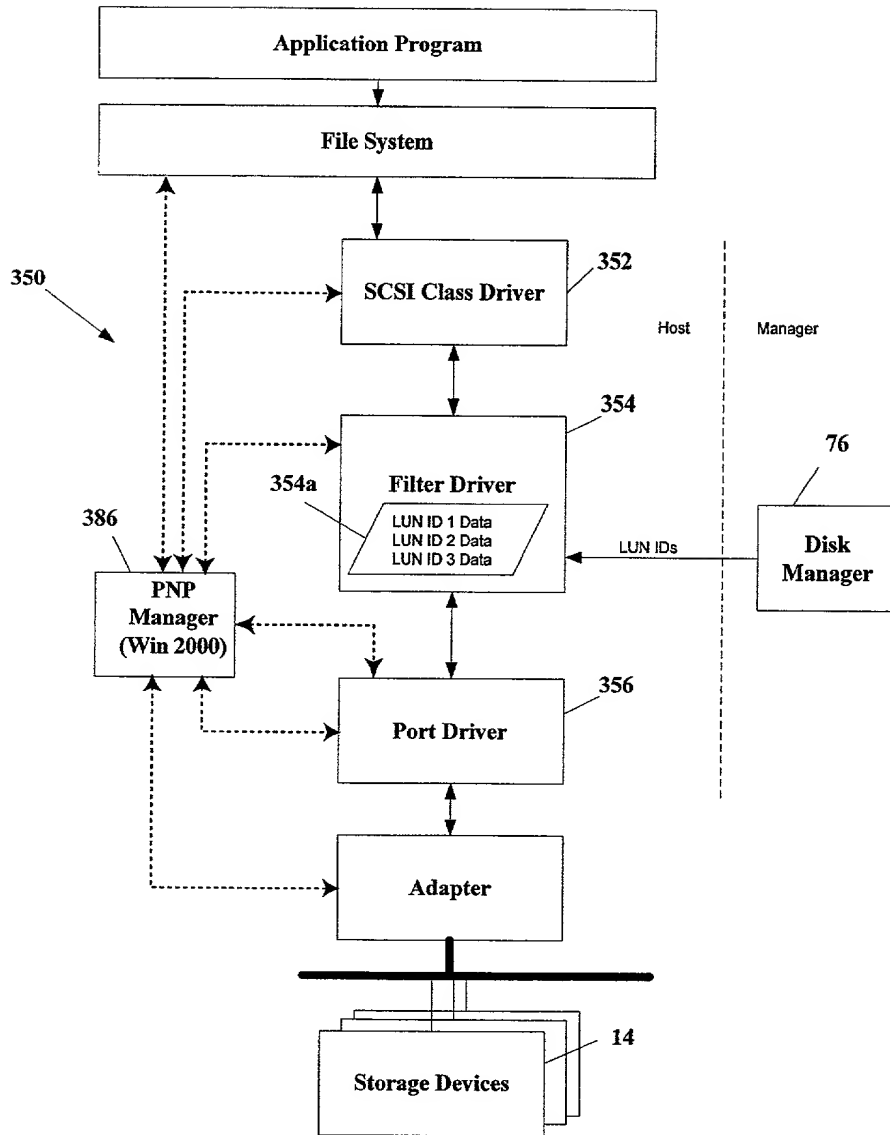 Application Program
File System
352
350
SCSI Class Driver
Host
Manager
354
76
354a
Filter Driver
LUN ID 1 Data
LUN ID 2 Data
LUN ID 3 Data
LUN IDs
Disk
Manager
386
PNP
Manager
(Win 2000)
356
Port Driver
Adapter
14
Storage Devices